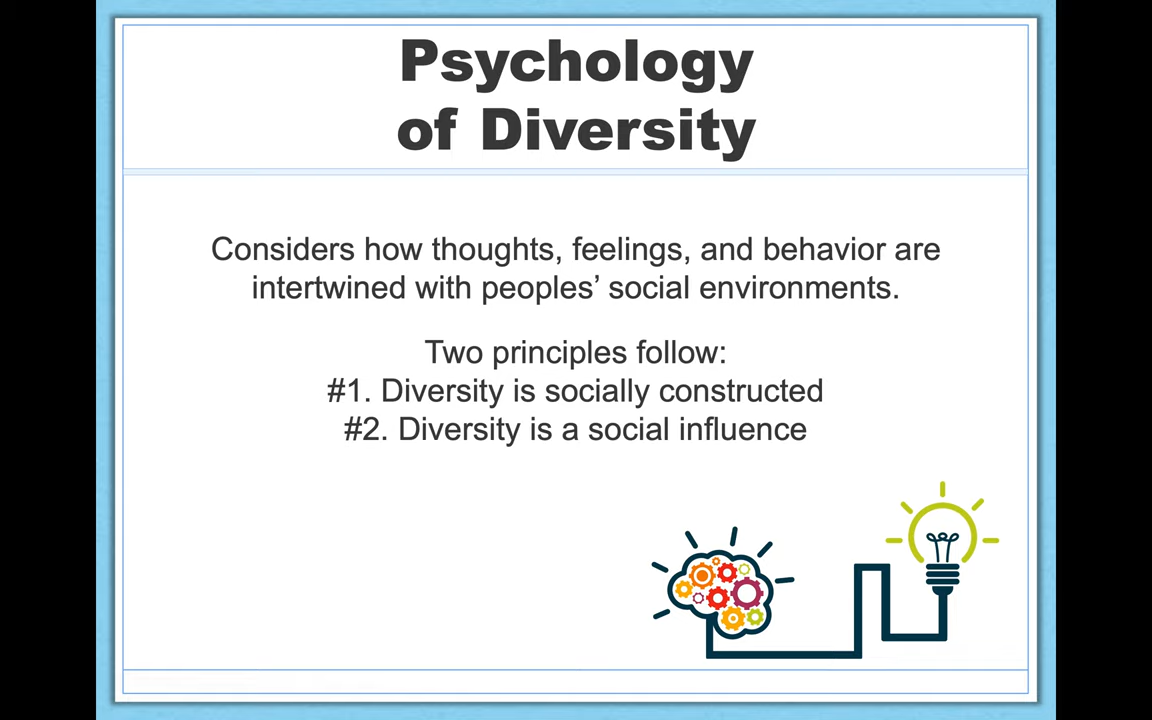 Psychology
of Diversity
Considers how thoughts, feelings, and behavior are
intertwined with peoples’ social environments.
Two principles follow:
#1. Diversity is socially constructed
#2. Diversity is a social influence